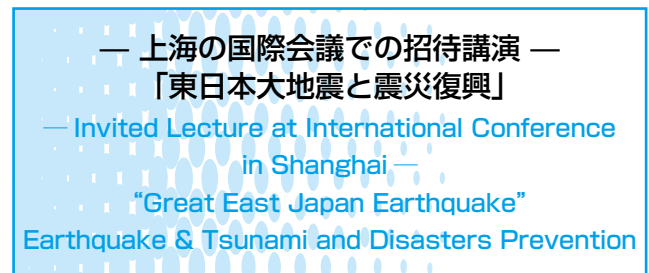 ― 上海の国際会議での招待講演 ―
「東日本大地震と震災復興」
― Invited Lecture at International Conference
in Shanghai ―
“Great East Japan Earthquake”
Earthquake & Tsunami and Disasters Prevention